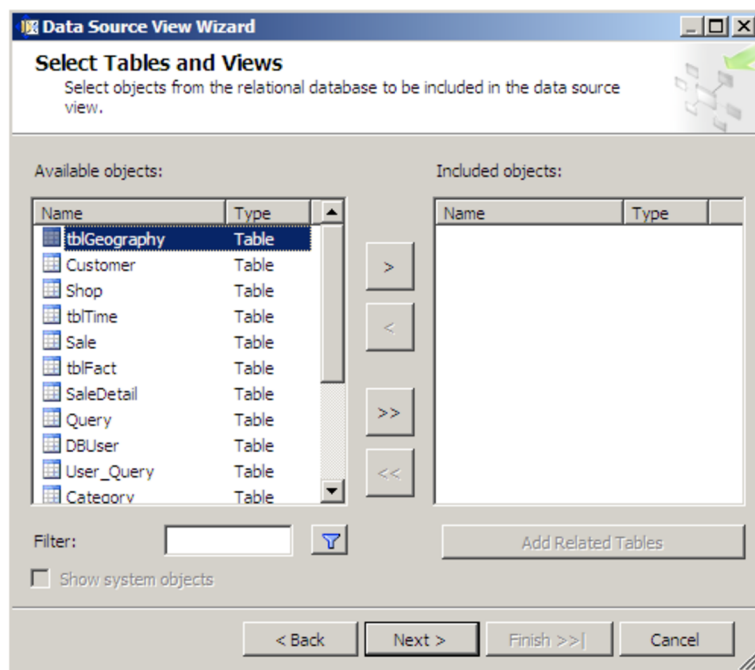 Data Source View Wizard
Select Tables and Views
Select objects from the relational database to be included in the data source
view.
Available objects:
Included objects:
Name Type
Name Type
tblGeography Table
Customer Table
Shop Table
tblTime Table
Sale Table
tblFact Table
SaleDetail Table
Query Table
DBUser Table
User_Query Table
Category Table
>
<
>>
<<
Filter:
Add Related Tables
Show system objects
< Back Next > Finish >>| Cancel